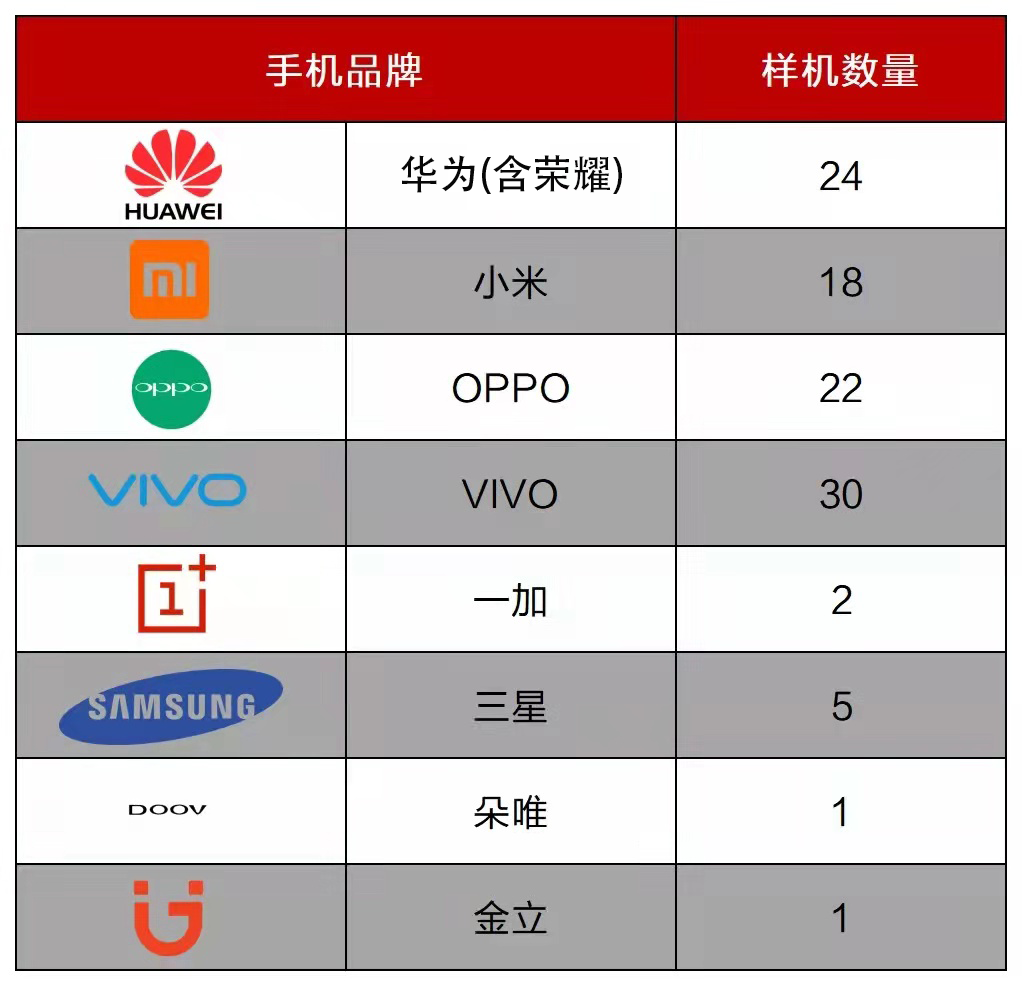 手机品牌 样机数量
HUAWEI 华为(含荣耀) 24
mi 小米 18
oppo OPPO 22
VIVO VIVO 30
1+ 一加 2
SAMSUNG 三星 5
DOOV 朵唯 1
G 金立 1